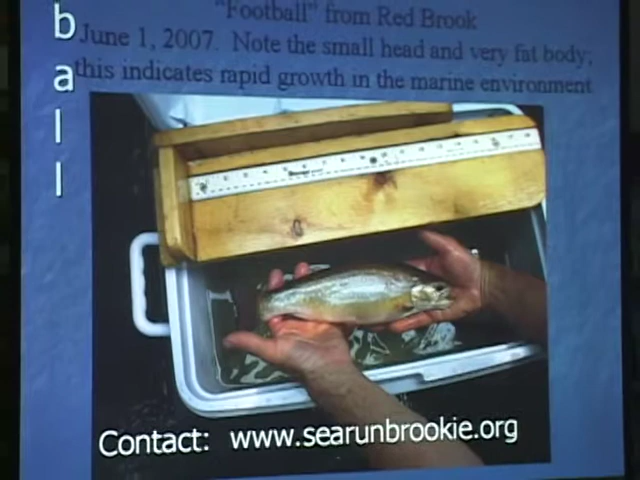 "Football" from Red Brook
June 1, 2007. Note the small head and very fat body;
this indicates rapid growth in the marine environment
b
a
l
l
Contact: www.searunbrookie.org